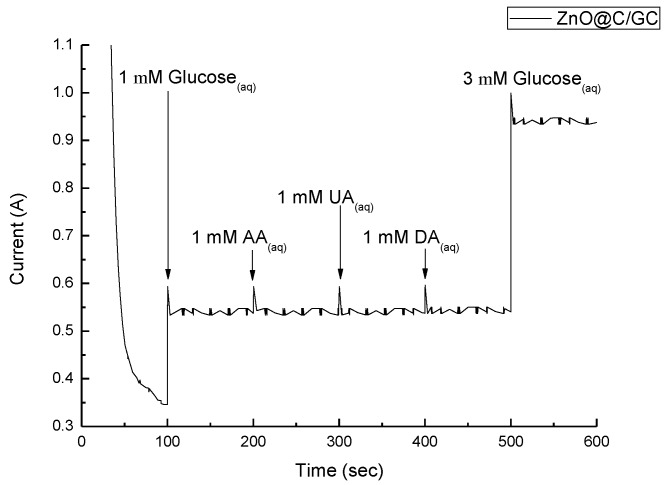 ZnO@C/GC
1.1
1 mM Glucose(aq)
3 mM Glucose(aq)
1.0
0.9
0.8
1 mM UA(aq)
0.7
1 mM AA(aq)
1 mM DA(aq)
0.6
0.5
0.4
0.3
Current (A)
0
100
200
300
400
500
600
Time (sec)